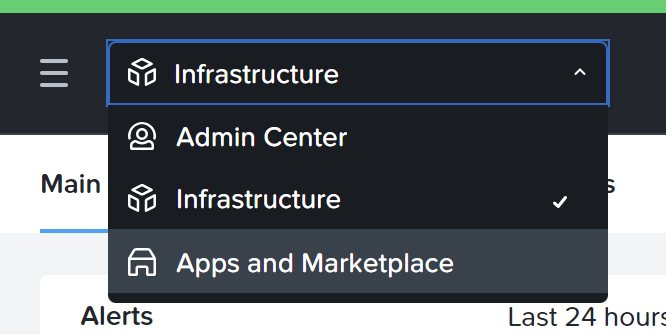 Infrastructure
Admin Center
Main
Infrastructure
Apps and Marketplace
Alerts
Last 24 hours